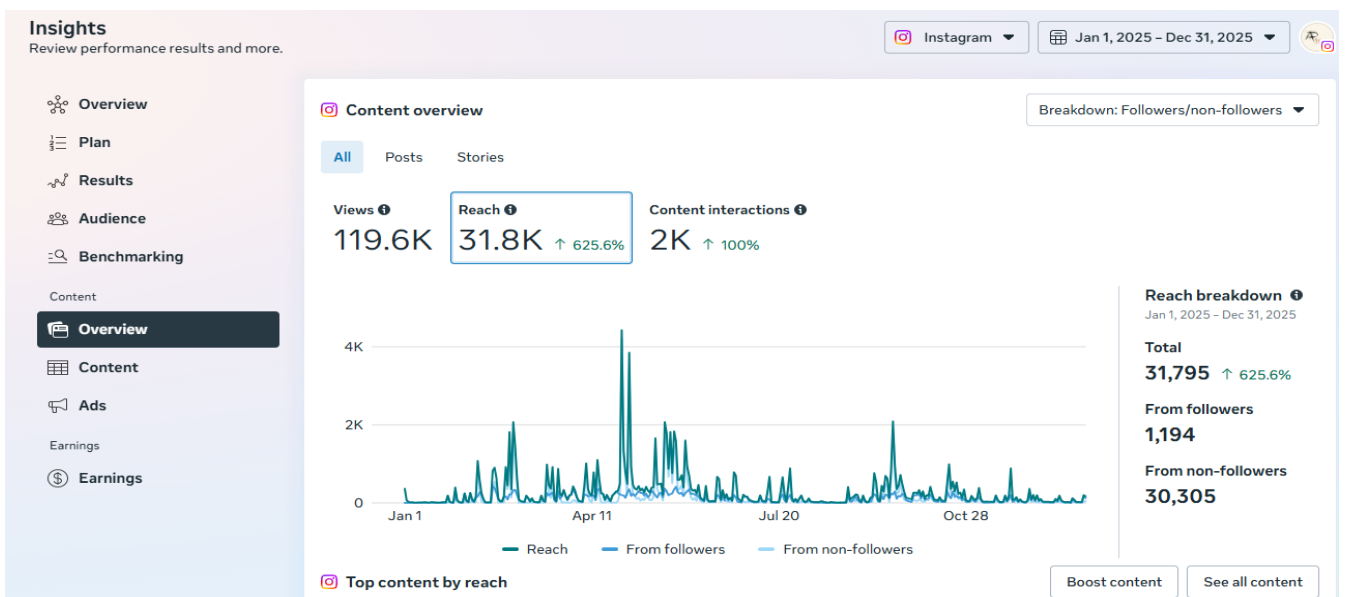 Insights
Review performance results and more.
Instagram
Jan 1, 2025 – Dec 31, 2025
Overview
Plan
Results
Audience
Benchmarking
Content
Overview
Content
Ads
Earnings
Earnings
Content overview
Breakdown: Followers/non-followers
All Posts Stories
Views Reach Content interactions
119.6K 31.8K ↑ 625.6% 2K ↑ 100%
4K
2K
0
Jan 1 Apr 11 Jul 20 Oct 28
Reach From followers From non-followers
Reach breakdown
Jan 1, 2025 – Dec 31, 2025
Total
31,795 ↑ 625.6%
From followers
1,194
From non-followers
30,305
Top content by reach
Boost content See all content